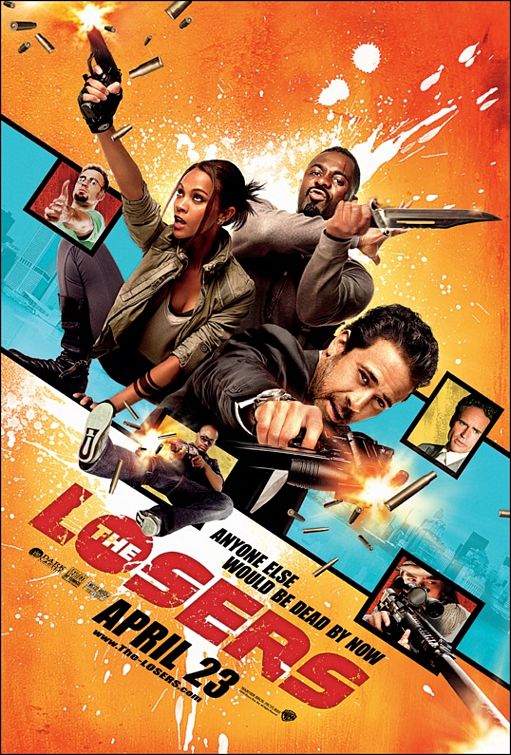 ANYONE ELSE
WOULD BE DEAD BY NOW
THE
LOSERS
APRIL 23
www.The-LOSERS.com